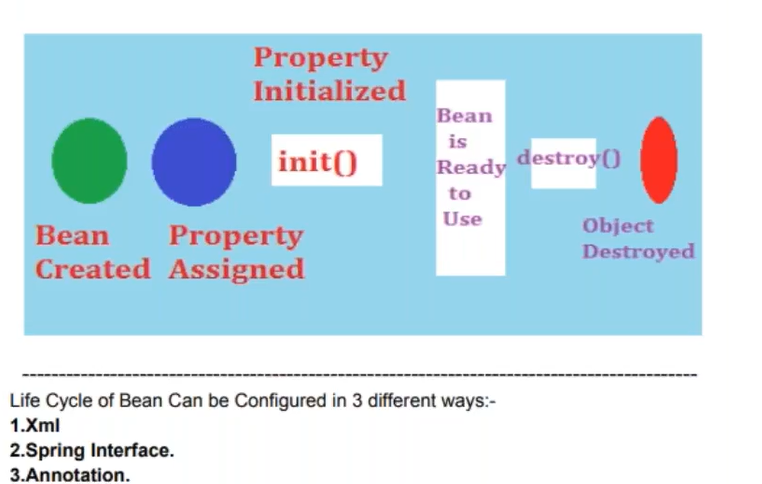 Property
Initialized
init()
Bean
Created
Property
Assigned
Bean
is
Ready
to
Use
destroy()
Object
Destroyed
--------------------------------------------------------------------------------------------
Life Cycle of Bean Can be Configured in 3 different ways:-
1.Xml
2.Spring Interface.
3.Annotation.